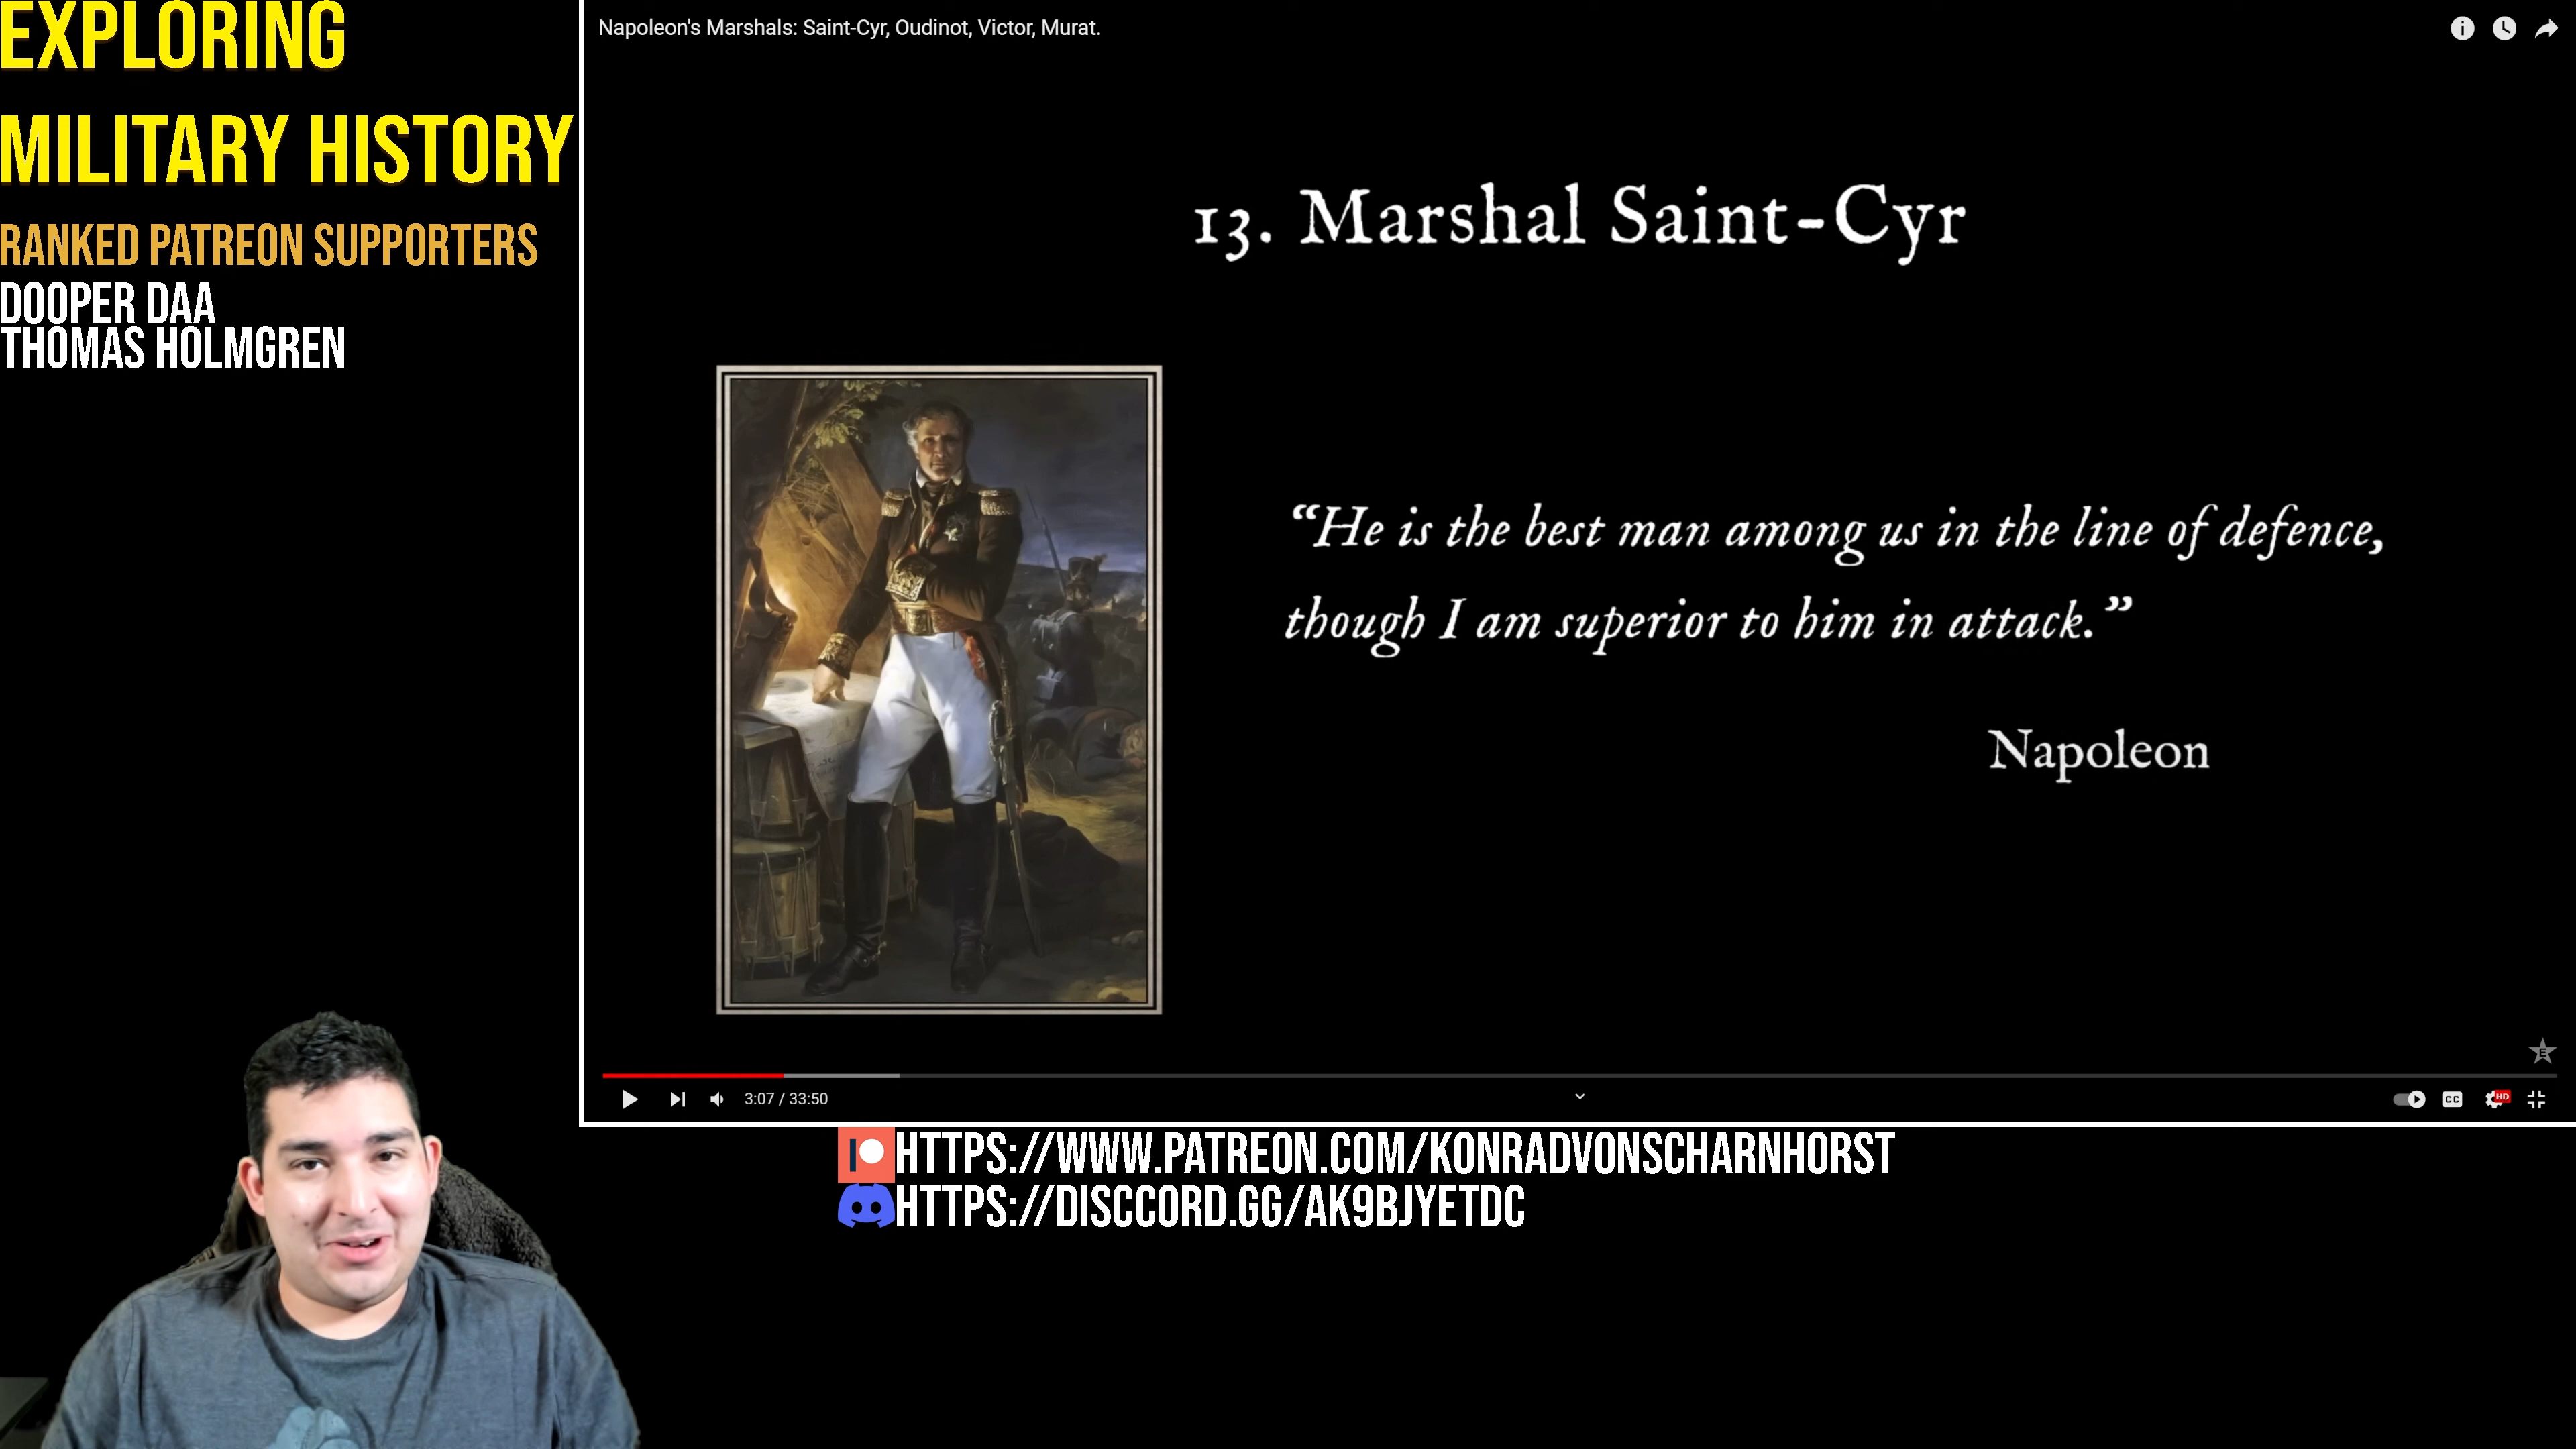 EXPLORING
MILITARY HISTORY
RANKED PATREON SUPPORTERS
DOOPER DAA
THOMAS HOLMGREN
Napoleon's Marshals: Saint-Cyr, Oudinot, Victor, Murat.
13. Marshal Saint-Cyr
“He is the best man among us in the line of defence,
though I am superior to him in attack.”
Napoleon
E
3:07 / 33:50
CC
HD
HTTPS://WWW.PATREON.COM/KONRADVONSCHARNHORST
HTTPS://DISCCORD.GG/AK9BJYETDC